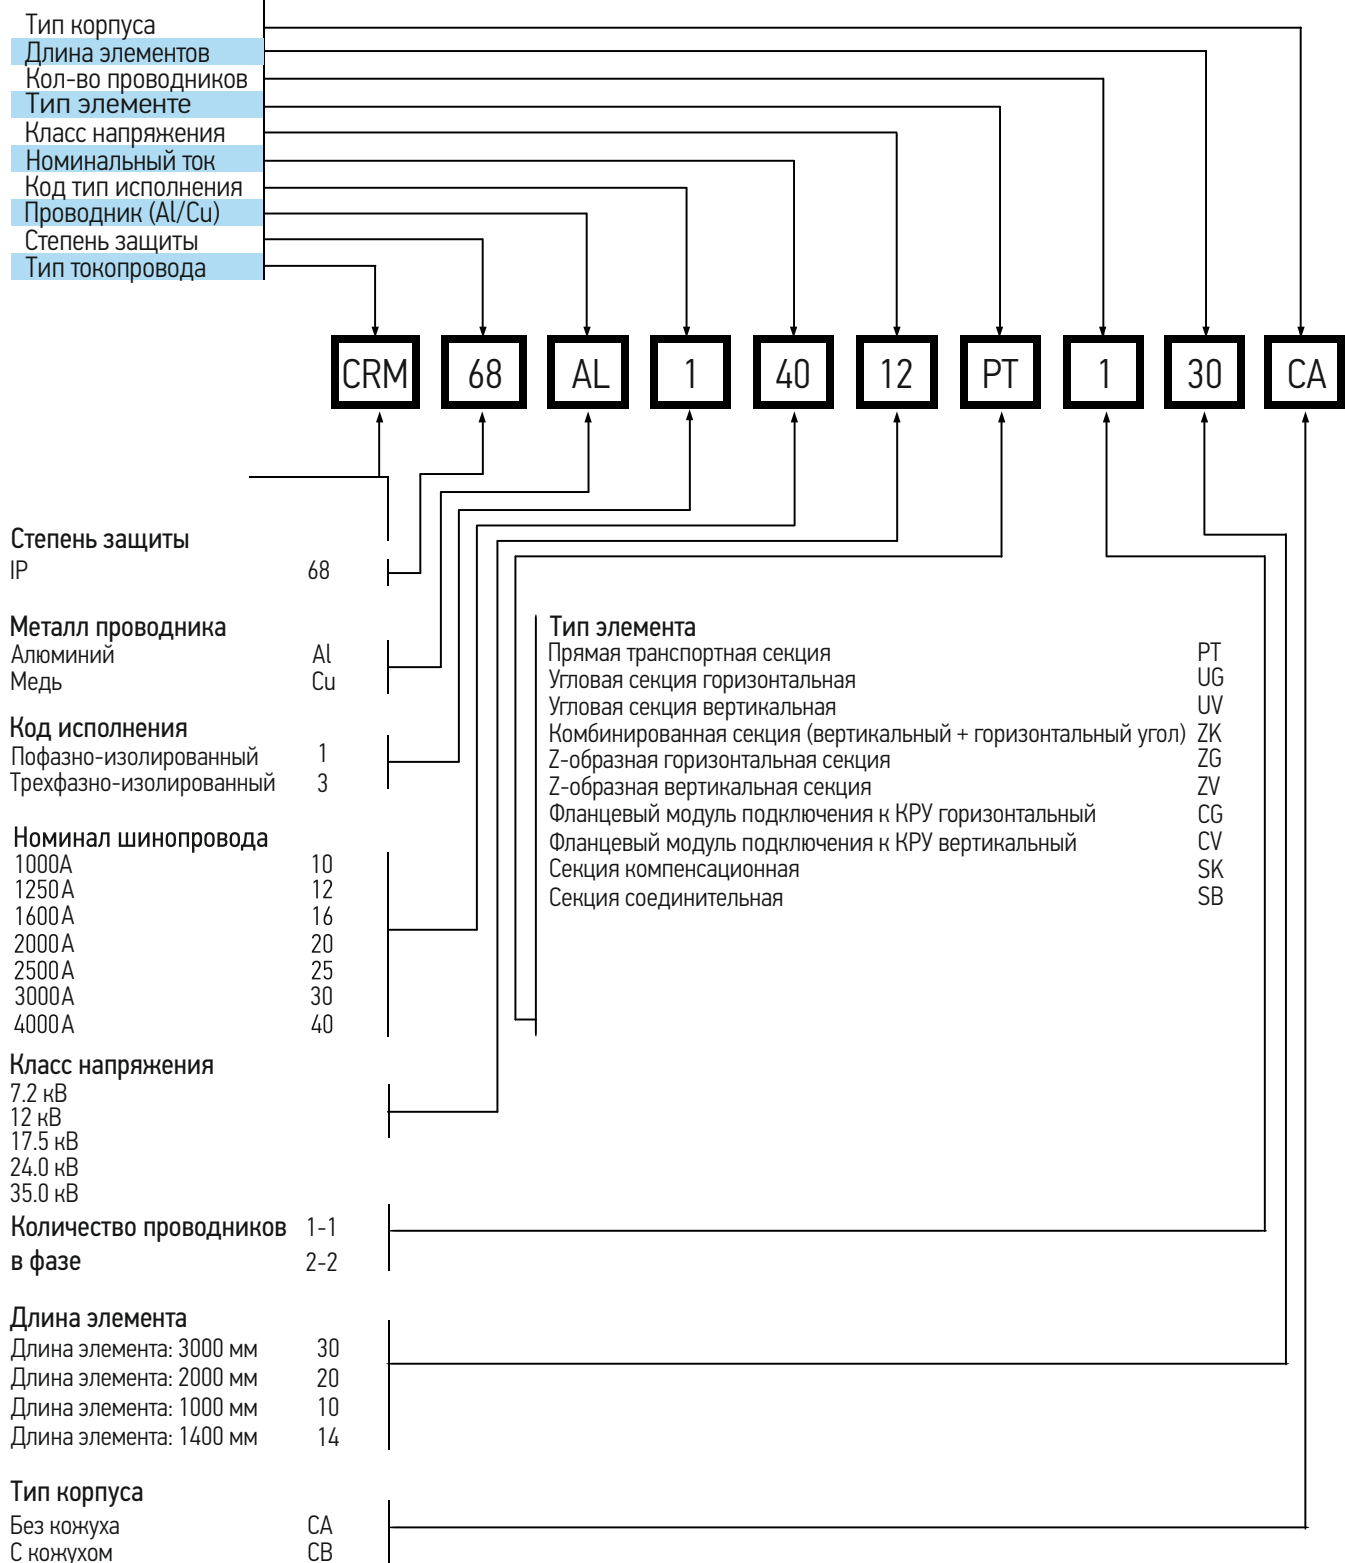 Тип корпуса
Длина элементов
Кол-во проводников
Тип элементе
Класс напряжения
Номинальный ток
Код тип исполнения
Проводник (Al/Cu)
Степень защиты
Тип токопровода
CRM 68 AL 1 40 12 PT 1 30 CA
Степень защиты
IP 68
Металл проводника
Алюминий Al
Медь Cu
Код исполнения
Пофазно-изолированный 1
Трехфазно-изолированный 3
Номинал шинопровода
1000А 10
1250А 12
1600А 16
2000А 20
2500А 25
3000А 30
4000А 40
Класс напряжения
7.2 кВ
12 кВ
17.5 кВ
24.0 кВ
35.0 кВ
Тип элемента
Прямая транспортная секция PT
Угловая секция горизонтальная UG
Угловая секция вертикальная UV
Комбинированная секция (вертикальный + горизонтальный угол) ZK
Z-образная горизонтальная секция ZG
Z-образная вертикальная секция ZV
Фланцевый модуль подключения к КРУ горизонтальный CG
Фланцевый модуль подключения к КРУ вертикальный CV
Секция компенсационная SK
Секция соединительная SB
Количество проводников 1-1
в фазе 2-2
Длина элемента
Длина элемента: 3000 мм 30
Длина элемента: 2000 мм 20
Длина элемента: 1000 мм 10
Длина элемента: 1400 мм 14
Тип корпуса
Без кожуха CA
С кожухом CB